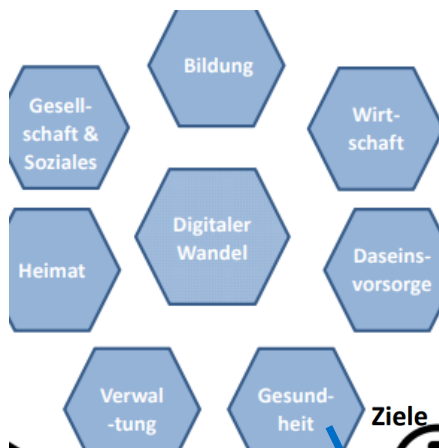 Bildung
Gesell-
schaft &
Soziales
Wirt-
schaft
Digitaler
Wandel
Heimat
Daseins-
vorsorge
Verwal
-tung
Gesund-
heit
Ziele